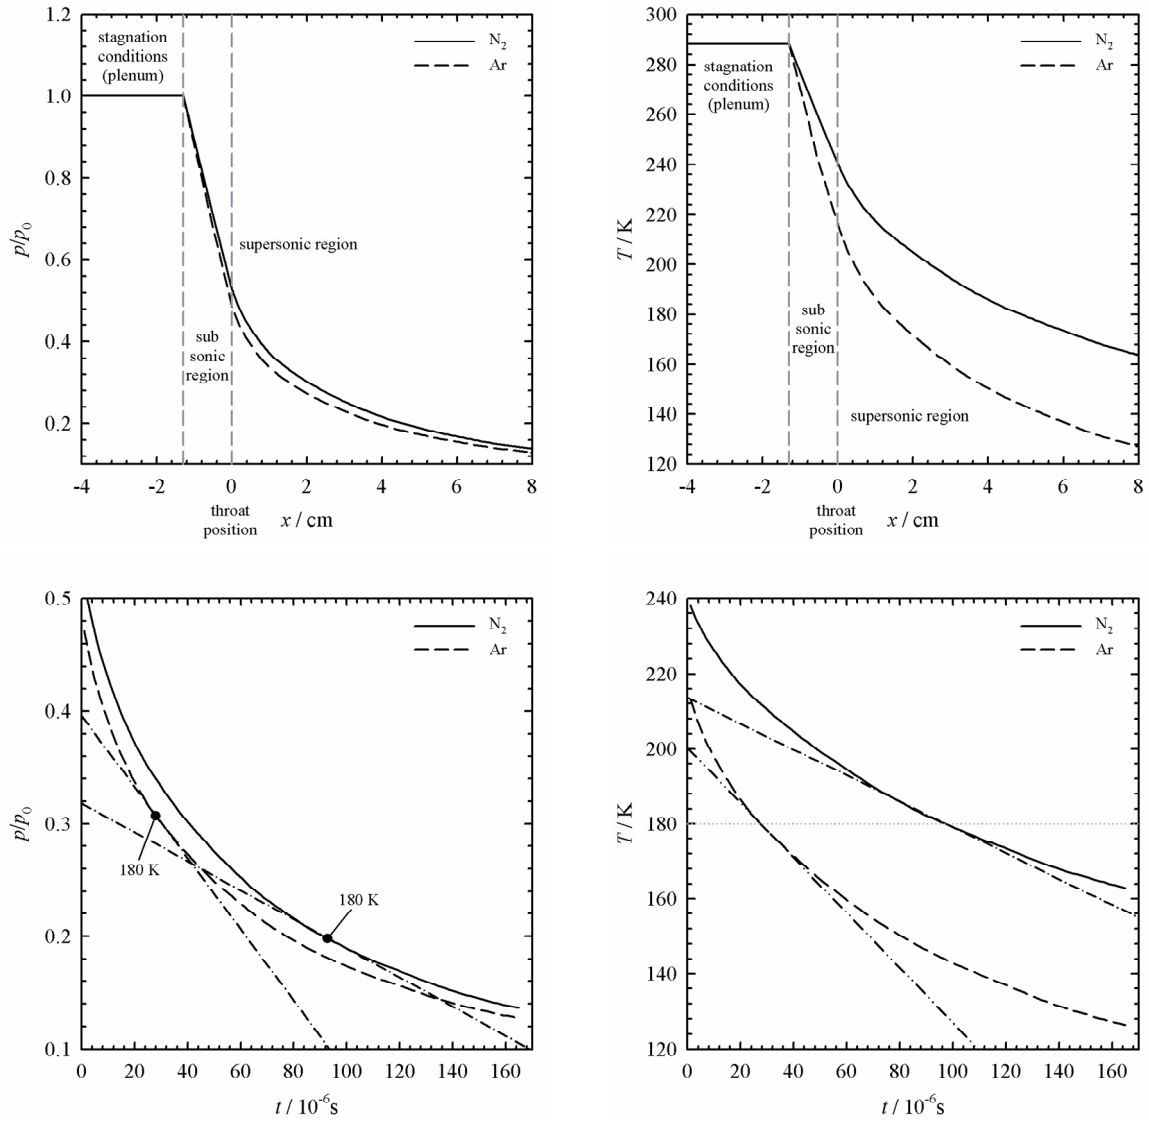 1.2
1.0
0.8
0.6
0.4
0.2
p/p0
stagnation
conditions
(plenum)
N2
Ar
supersonic region
sub
sonic
region
-4 -2 0 2 4 6 8
throat
position
x / cm
300
280
260
240
220
200
180
160
140
120
T / K
N2
Ar
stagnation
conditions
(plenum)
sub
sonic
region
supersonic region
-4 -2 0 2 4 6 8
throat
position
x / cm
0.5
0.4
0.3
0.2
0.1
p/p0
N2
Ar
180 K
180 K
0 20 40 60 80 100 120 140 160
t / 10-6s
240
220
200
180
160
140
120
T / K
N2
Ar
0 20 40 60 80 100 120 140 160
t / 10-6s